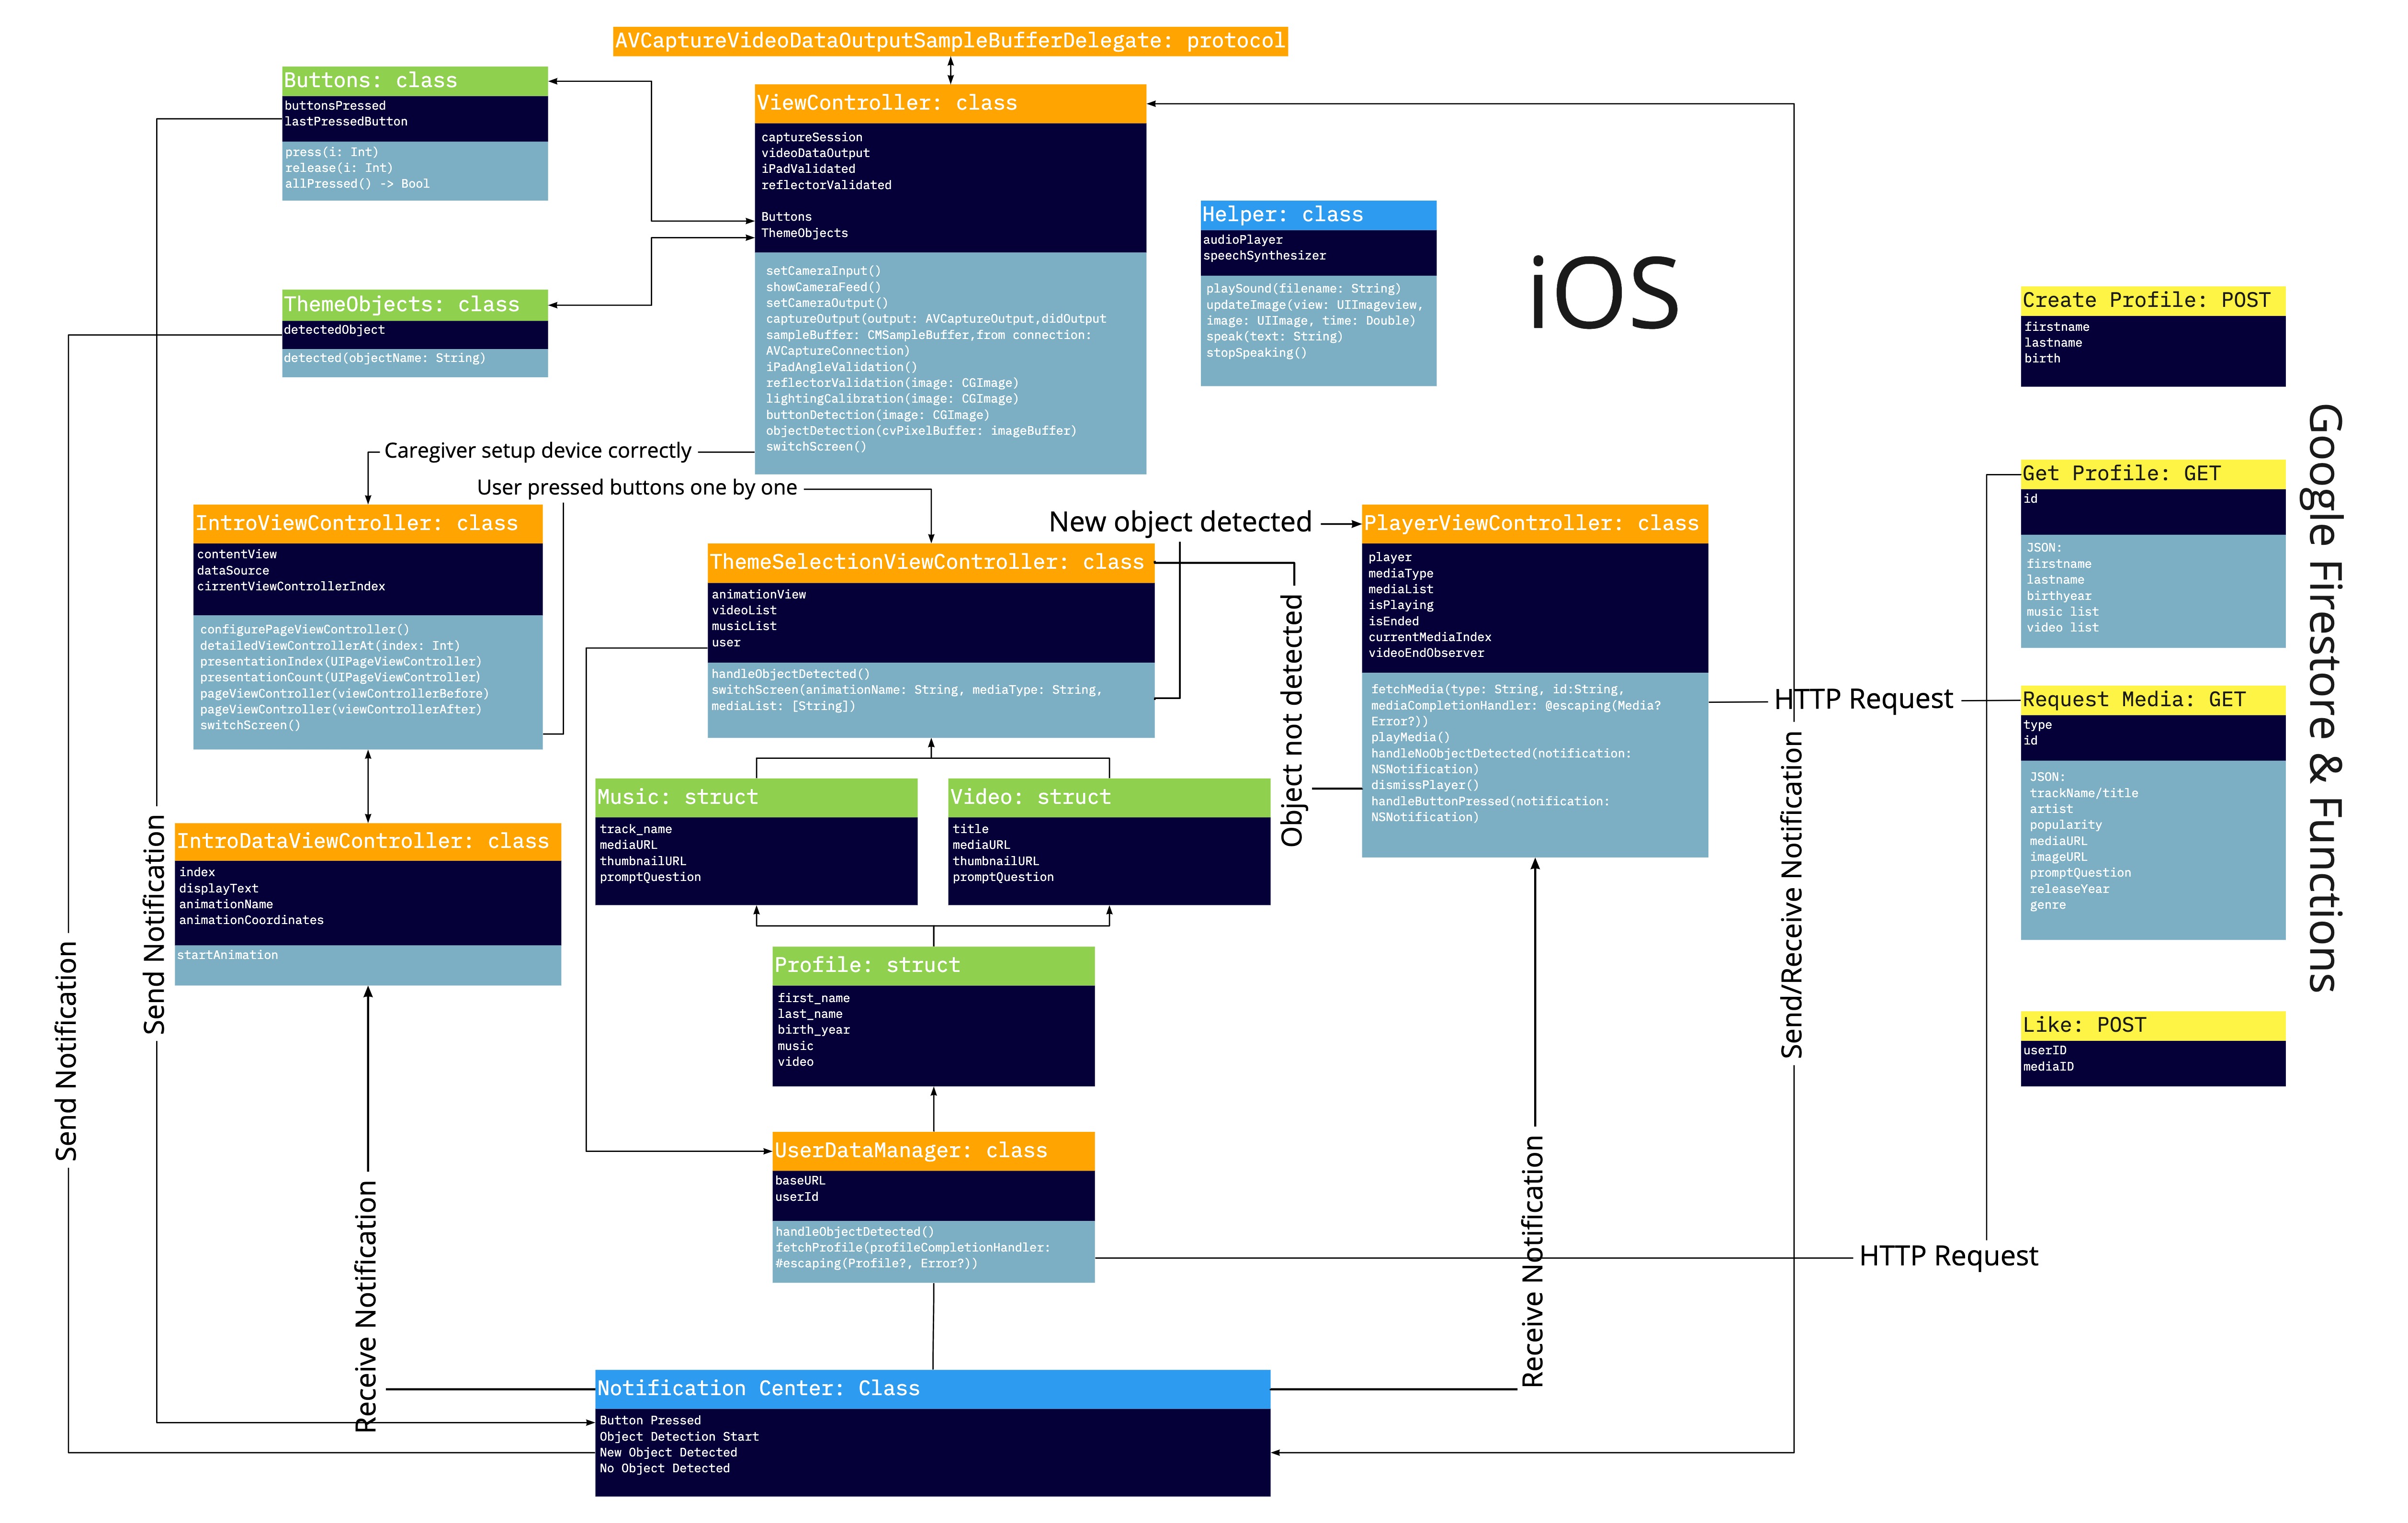 AVCaptureVideoDataOutputSampleBufferDelegate: protocol
Buttons: class
buttonsPressed
lastPressedButton
press(i: Int)
release(i: Int)
allPressed() -> Bool
ViewController: class
captureSession
videoDataOutput
iPadValidated
reflectorValidated
Buttons
ThemeObjects
setCameraInput()
showCameraFeed()
setCameraOutput()
captureOutput(output: AVCaptureOutput,didOutput
sampleBuffer: CMSampleBuffer,from connection:
AVCaptureConnection)
iPadAngleValidation()
reflectorValidation(image: CGImage)
lightingCalibration(image: CGImage)
buttonDetection(image: CGImage)
objectDetection(cvPixelBuffer: imageBuffer)
switchScreen()
Helper: class
audioPlayer
speechSynthesizer
playSound(filename: String)
updateImage(view: UIImageview,
image: UIImage, time: Double)
speak(text: String)
stopSpeaking()
iOS
ThemeObjects: class
detectedObject
detected(objectName: String)
Create Profile: POST
firstname
lastname
birth
Get Profile: GET
id
JSON:
firstname
lastname
birthyear
music list
video list
Request Media: GET
type
id
JSON:
trackName/title
artist
popularity
mediaURL
imageURL
promptQuestion
releaseYear
genre
Like: POST
userID
mediaID
Google Firestore & Functions
Caregiver setup device correctly
User pressed buttons one by one
New object detected
Object not detected
IntroViewController: class
contentView
dataSource
cirrentViewControllerIndex
configurePageViewController()
detailedViewControllerAt(index: Int)
presentationIndex(UIPageViewController)
presentationCount(UIPageViewController)
pageViewController(viewControllerBefore)
pageViewController(viewControllerAfter)
switchScreen()
ThemeSelectionViewController: class
animationView
videoList
musicList
user
handleObjectDetected()
switchScreen(animationName: String, mediaType: String,
mediaList: [String])
PlayerViewController: class
player
mediaType
mediaList
isPlaying
isEnded
currentMediaIndex
videoEndObserver
fetchMedia(type: String, id:String,
mediaCompletionHandler: @escaping(Media?
Error?))
playMedia()
handleNoObjectDetected(notification:
NSNotification)
dismissPlayer()
handleButtonPressed(notification:
NSNotification)
HTTP Request
Send/Receive Notification
Music: struct
track_name
mediaURL
thumbnailURL
promptQuestion
Video: struct
title
mediaURL
thumbnailURL
promptQuestion
IntroDataViewController: class
index
displayText
animationName
animationCoordinates
startAnimation
Send Notification
Send Notification
Profile: struct
first_name
last_name
birth_year
music
video
UserDataManager: class
baseURL
userId
handleObjectDetected()
fetchProfile(profileCompletionHandler:
#escaping(Profile?, Error?))
HTTP Request
Receive Notification
Receive Notification
Notification Center: Class
Button Pressed
Object Detection Start
New Object Detected
No Object Detected